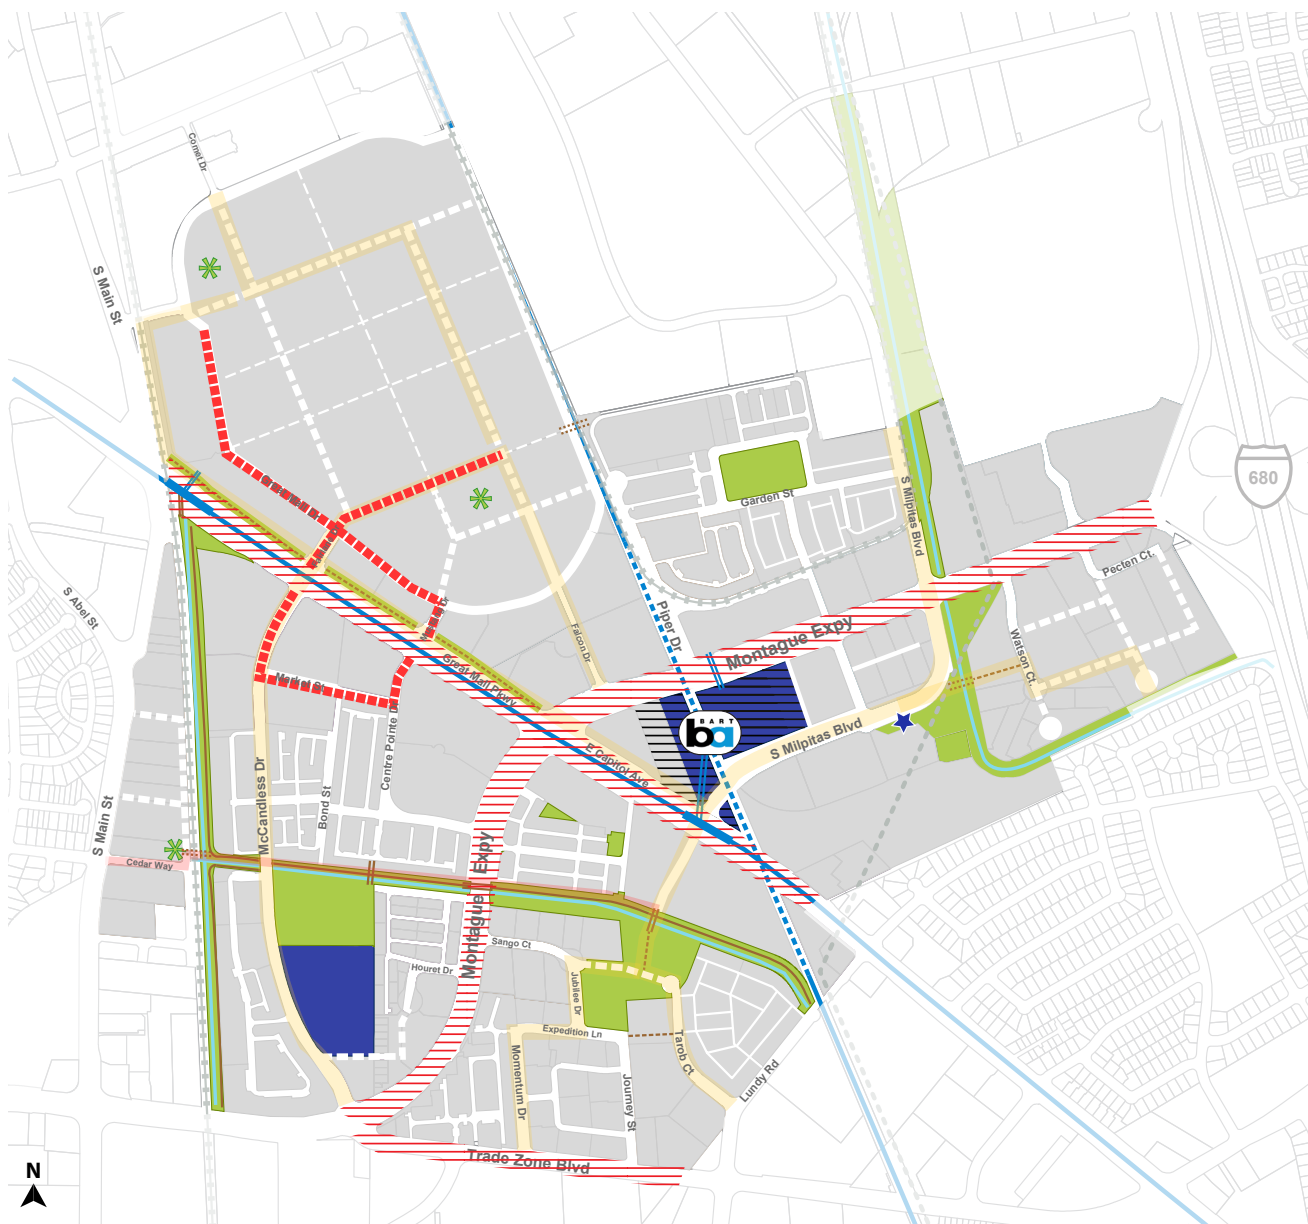 Comet Dr
S Main St
680
Garden St
S Milpitas Blvd
Pecten Ct.
S Abel St
Piper Dr
Montague Expy
Falcon Dr
Watson Ct.
Great Mall Pkwy
Market St
BART
ba
S Milpitas Blvd
E Capitol Ave
Centre Pointe Dr
Bond St
McCandless Dr
S Main St
Cedar Way
Montague Expy
Sango Ct
Houret Dr
Jubilee Dr
Expedition Ln
Tarob Ct
Momentum Dr
Journey St
Lundy Rd
Trade Zone Blvd
N